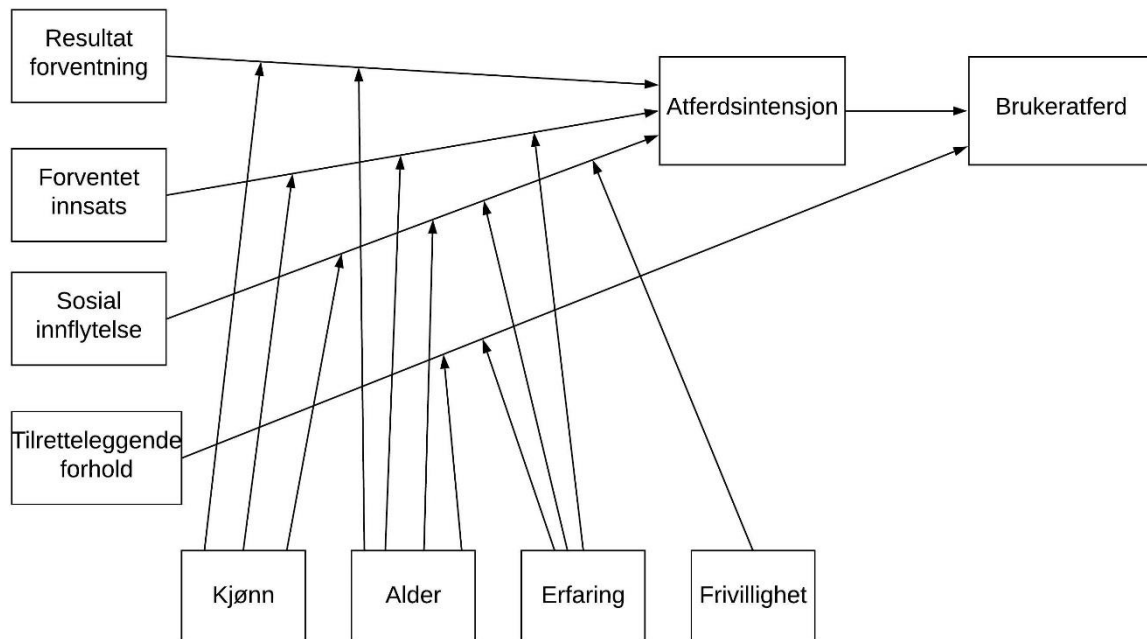 Resultat
forventning
Atferdsintensjon
Brukeratferd
Forventet
innsats
Sosial
innflytelse
Tilretteleggende
forhold
Kjønn
Alder
Erfaring
Frivillighet